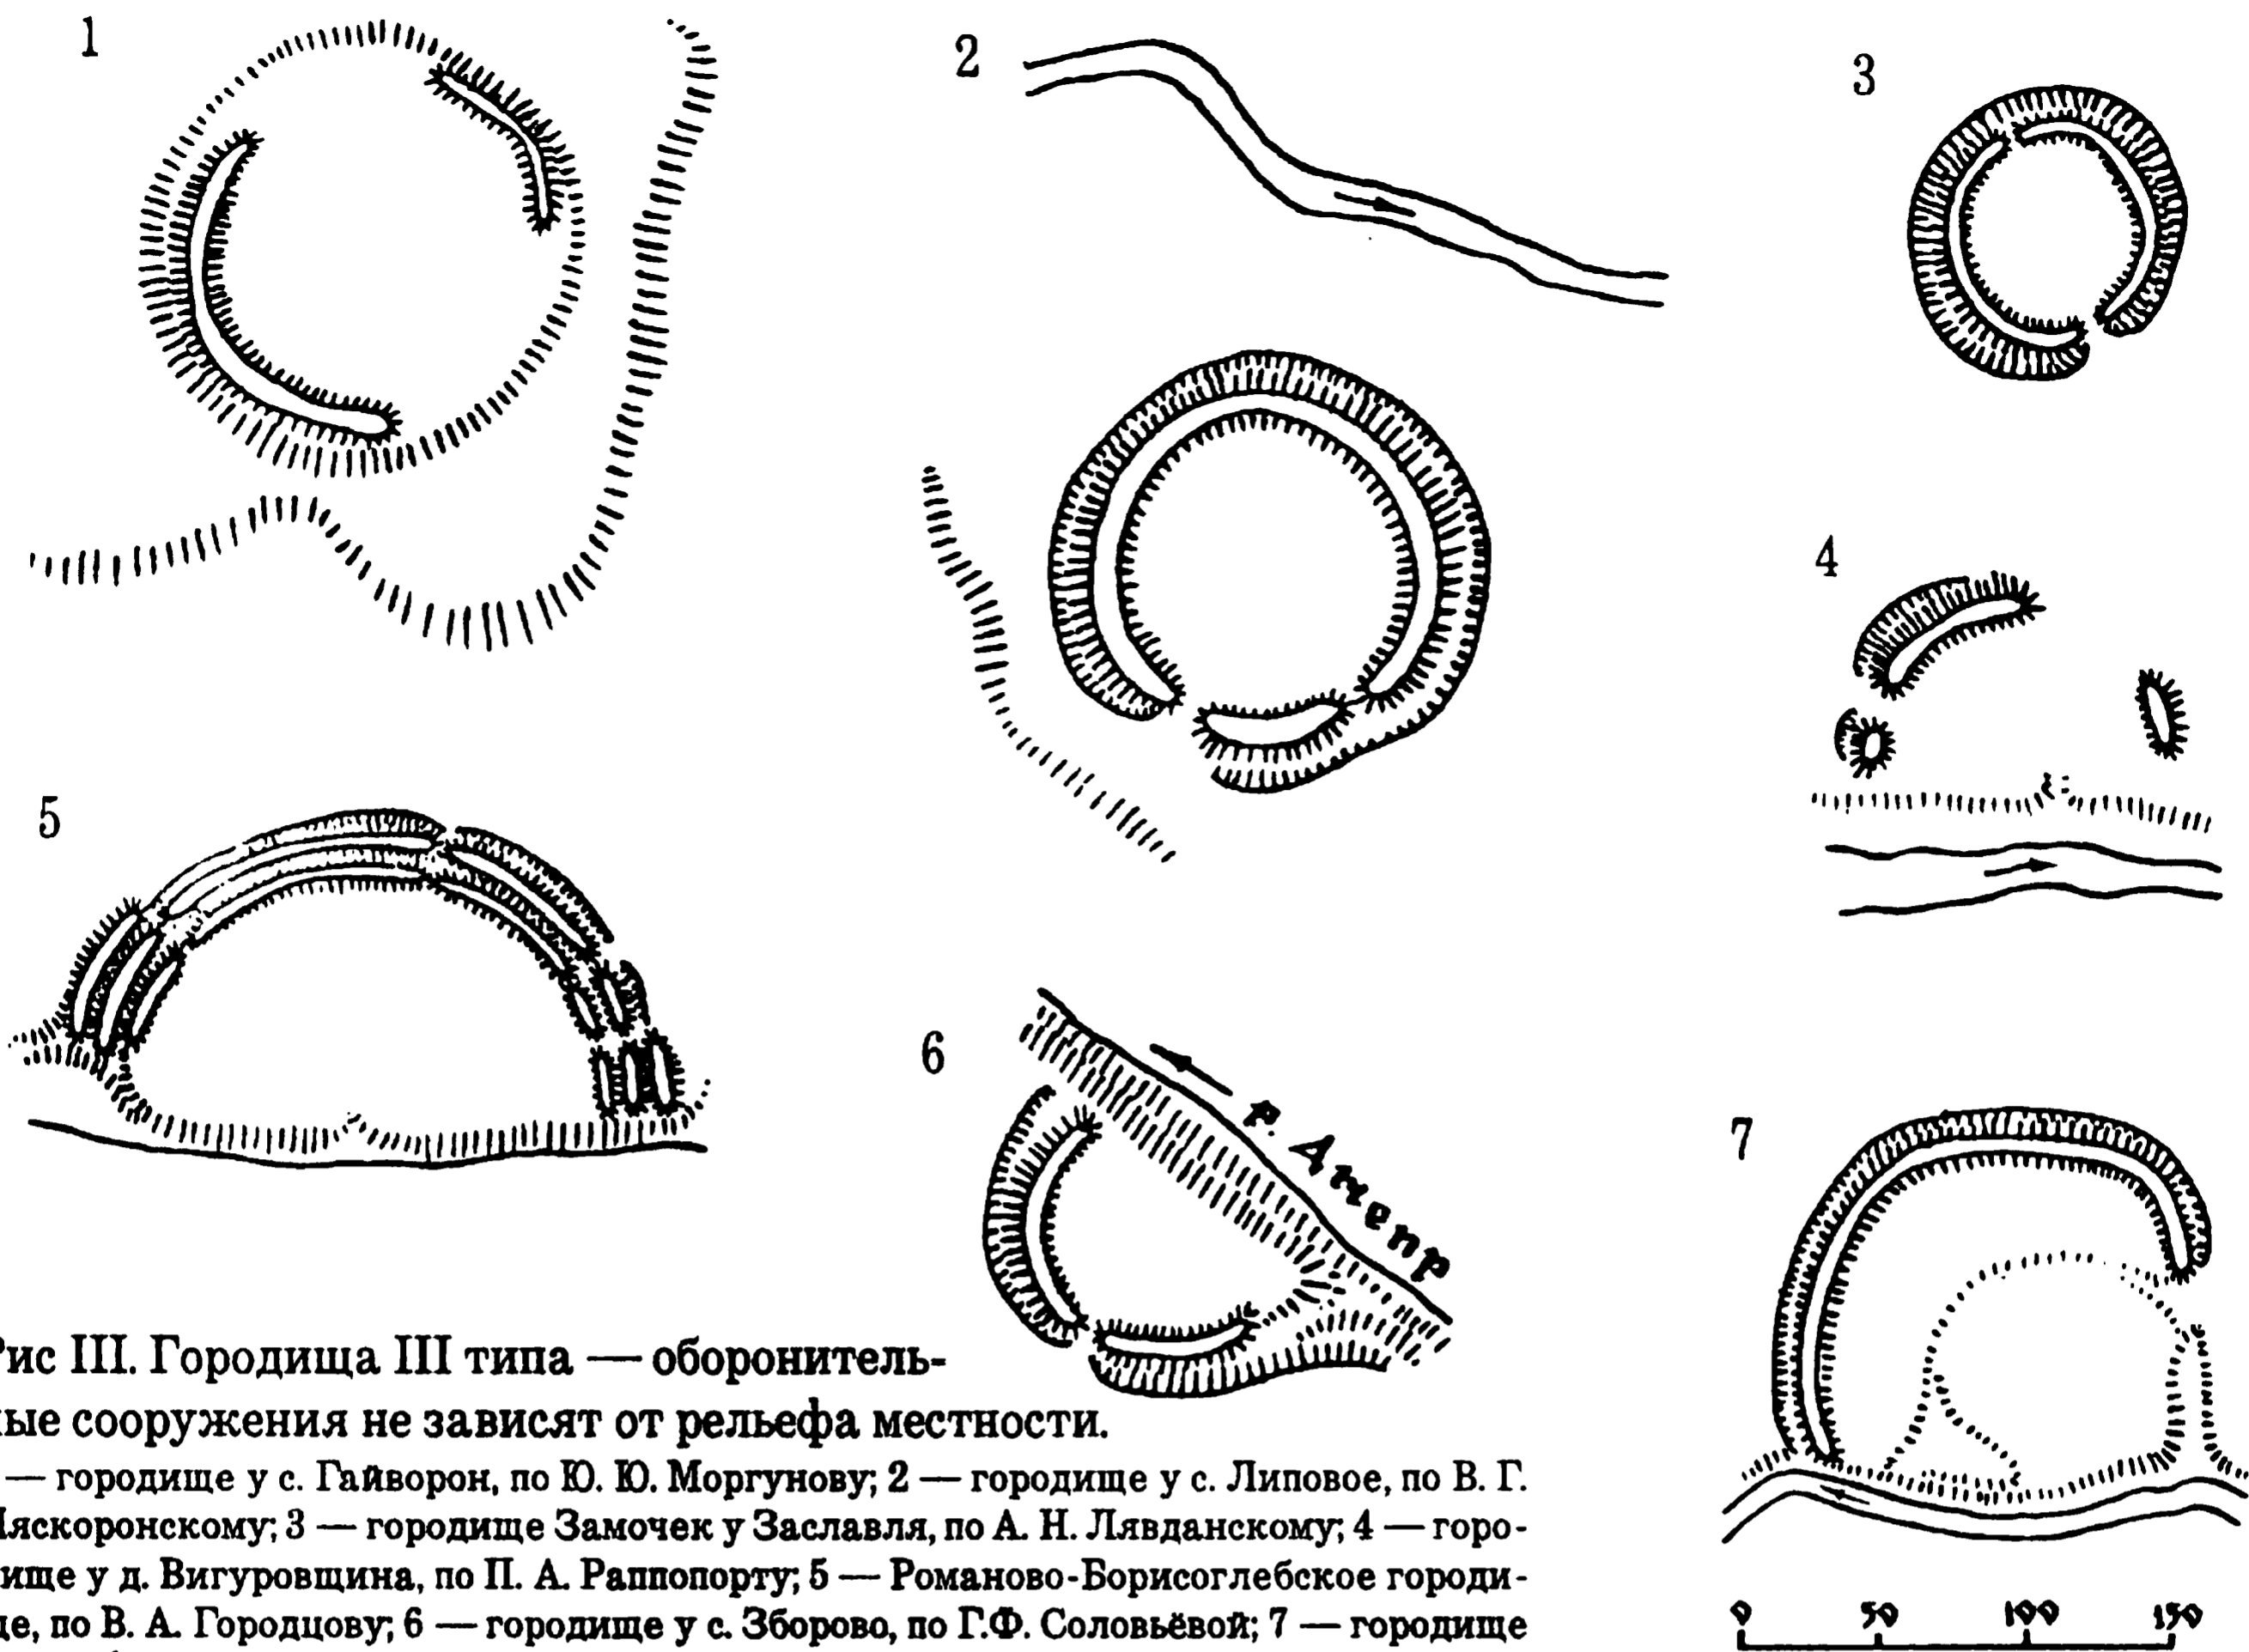 1
2
3
4
5
6
7
р. Днепр
Рис III. Городища III типа — оборонитель-
ные сооружения не зависят от рельефа местности.
— городище у с. Гайворон, по Ю. Ю. Моргунову; 2 — городище у с. Липовое, по В. Г.
Ляскоронскому; 3 — городище Замочек у Заславля, по А. Н. Лявданскому; 4 — горо-
ище у д. Вигуровщина, по П. А. Раппопорту; 5 — Романово-Борисоглебское городи-
це, по В. А. Городцову; 6 — городище у с. Зборово, по Г.Ф. Соловьёвой; 7 — городище
0 50 100 150